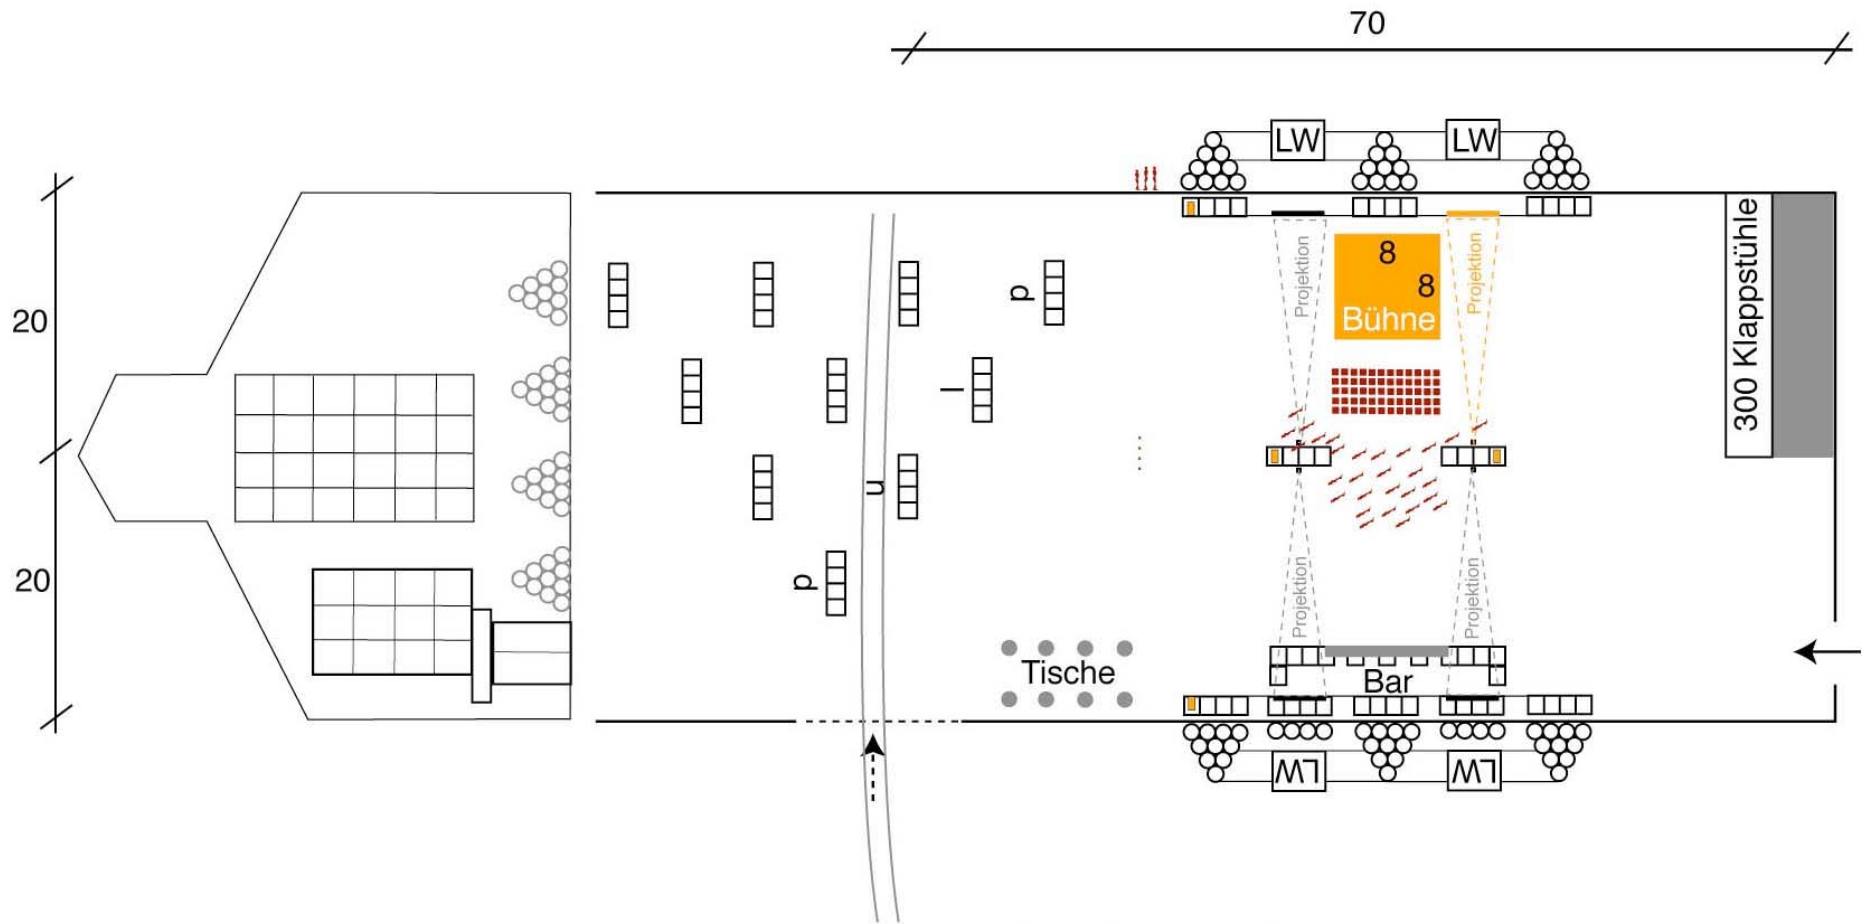 70
LW
LW
20
20
Projektion
8
8
Bühne
Projektion
300 Klappstühle
p
l
u
p
Projektion
Projektion
Tische
Bar
LW
LW